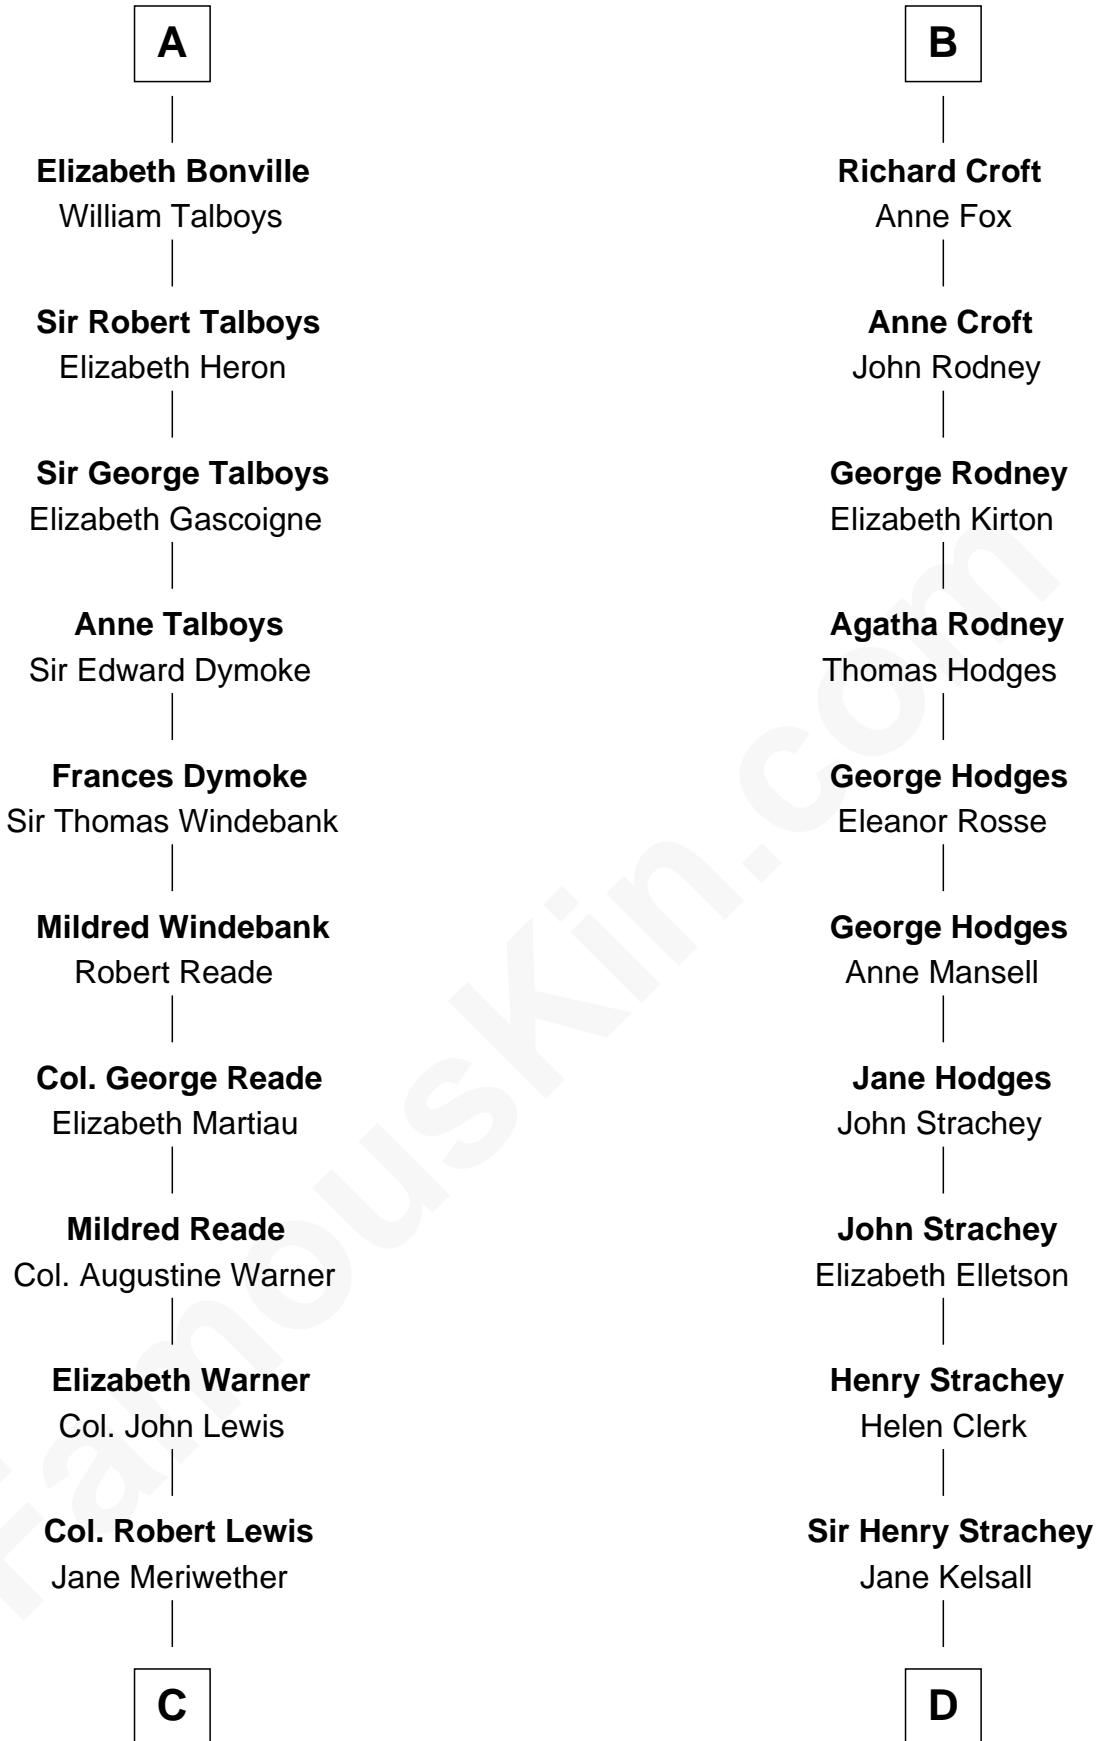 A
Elizabeth Bonville
William Talboys
Sir Robert Talboys
Elizabeth Heron
Sir George Talboys
Elizabeth Gascoigne
Anne Talboys
Sir Edward Dymoke
Frances Dymoke
Sir Thomas Windebank
Mildred Windebank
Robert Reade
Col. George Reade
Elizabeth Martiau
Mildred Reade
Col. Augustine Warner
Elizabeth Warner
Col. John Lewis
Col. Robert Lewis
Jane Meriwether
C
B
Richard Croft
Anne Fox
Anne Croft
John Rodney
George Rodney
Elizabeth Kirton
Agatha Rodney
Thomas Hodges
George Hodges
Eleanor Rosse
George Hodges
Anne Mansell
Jane Hodges
John Strachey
John Strachey
Elizabeth Elletson
Henry Strachey
Helen Clerk
Sir Henry Strachey
Jane Kelsall
D
FamousKin.com